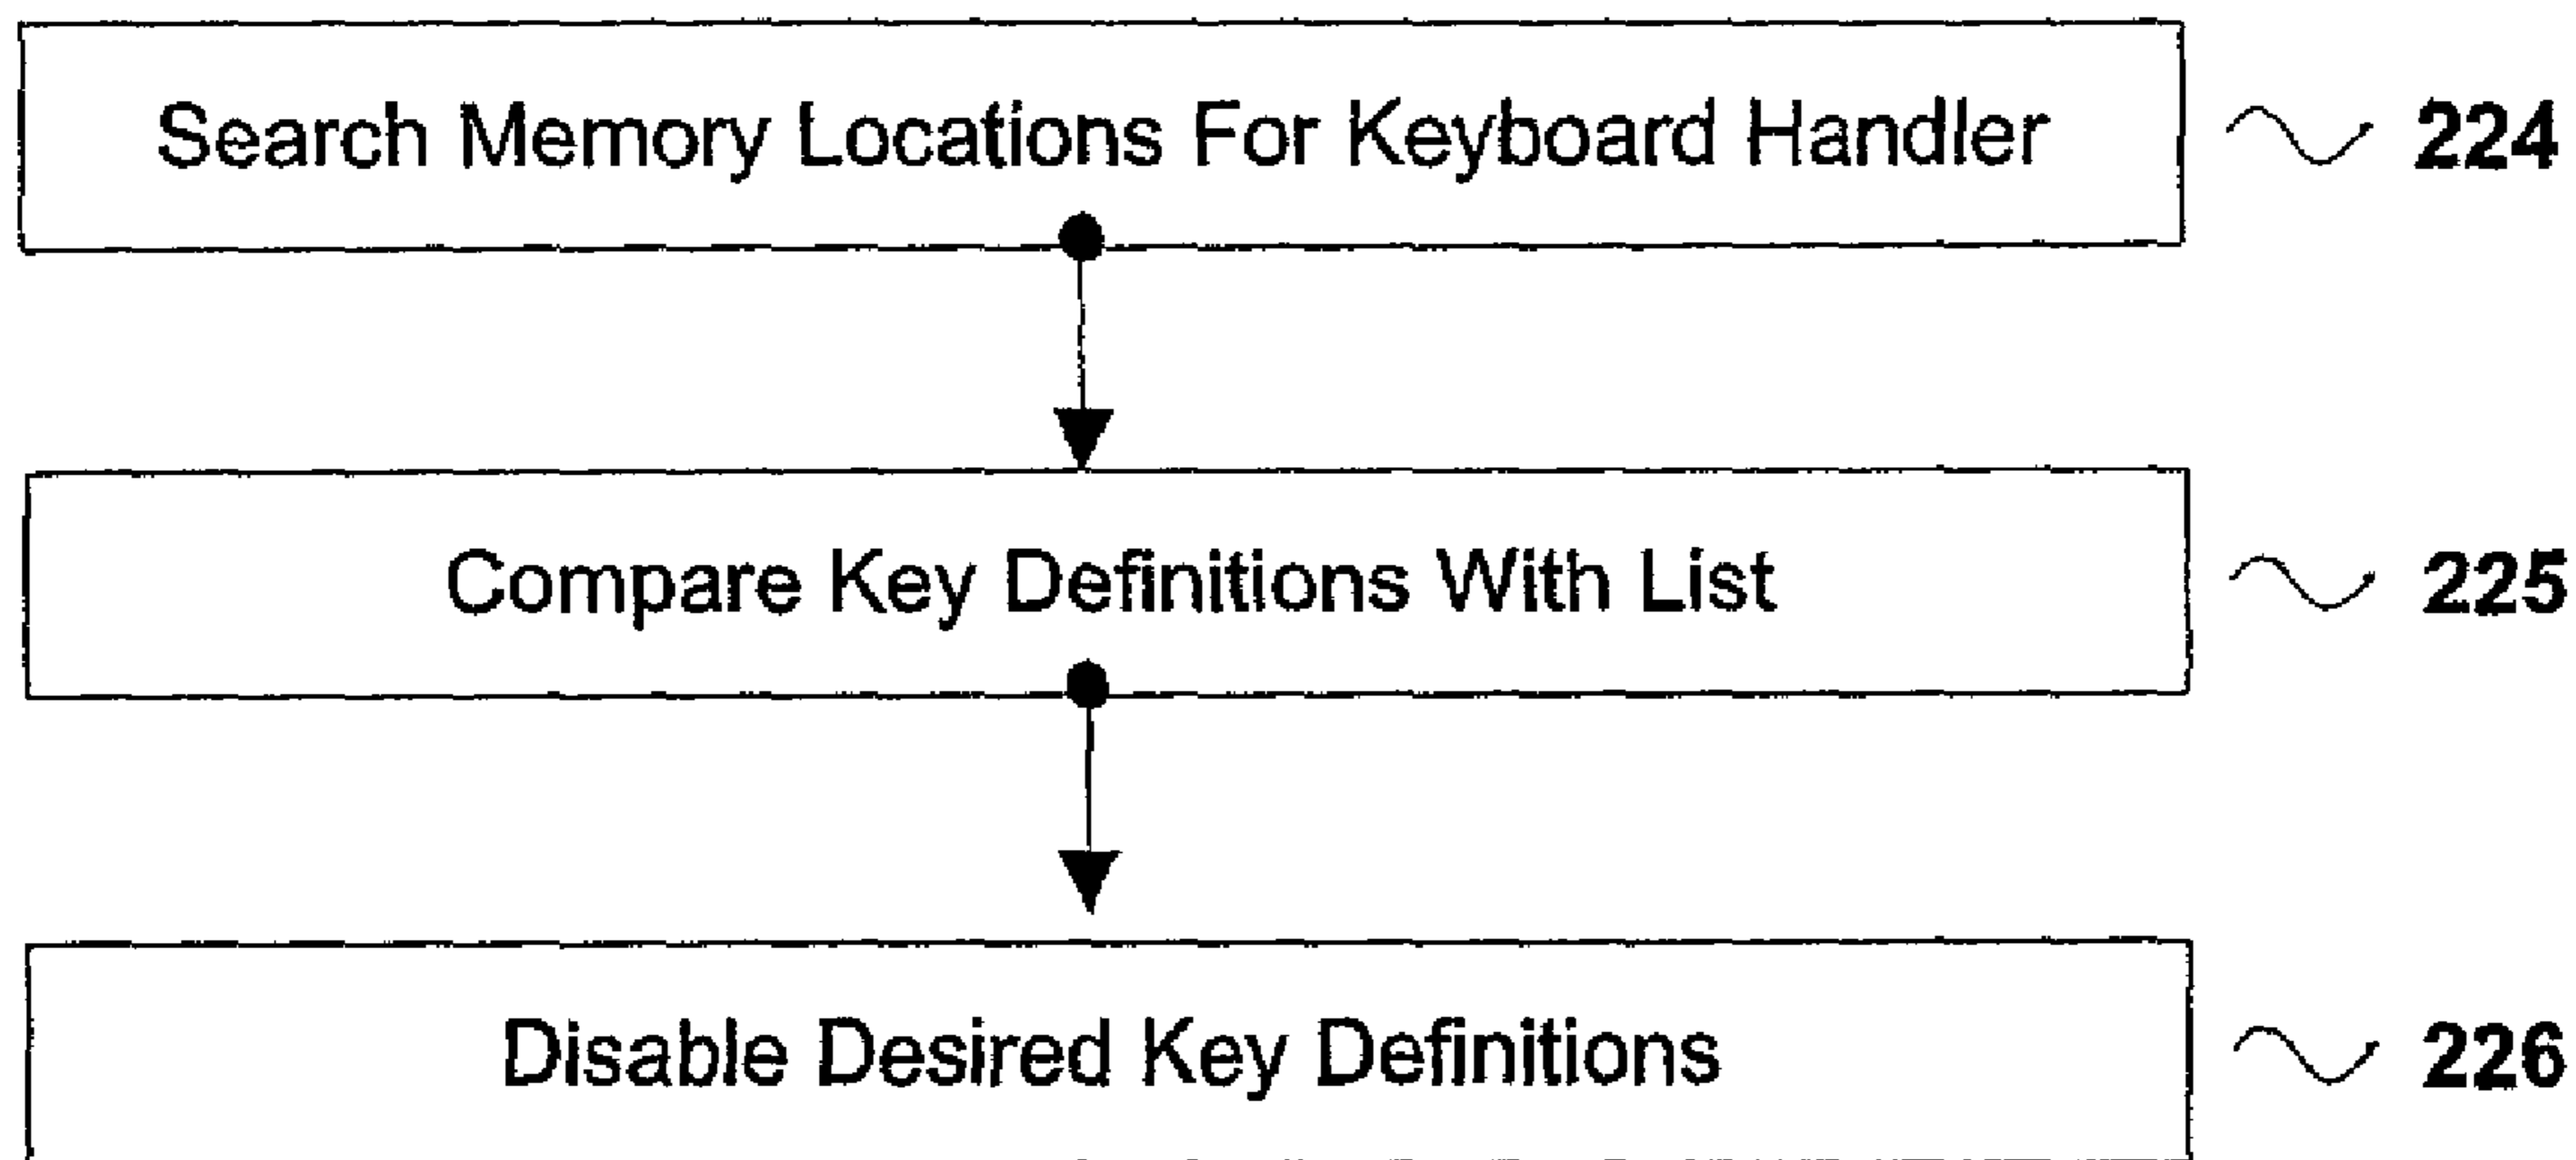 Search Memory Locations For Keyboard Handler 224
Compare Key Definitions With List 225
Disable Desired Key Definitions 226